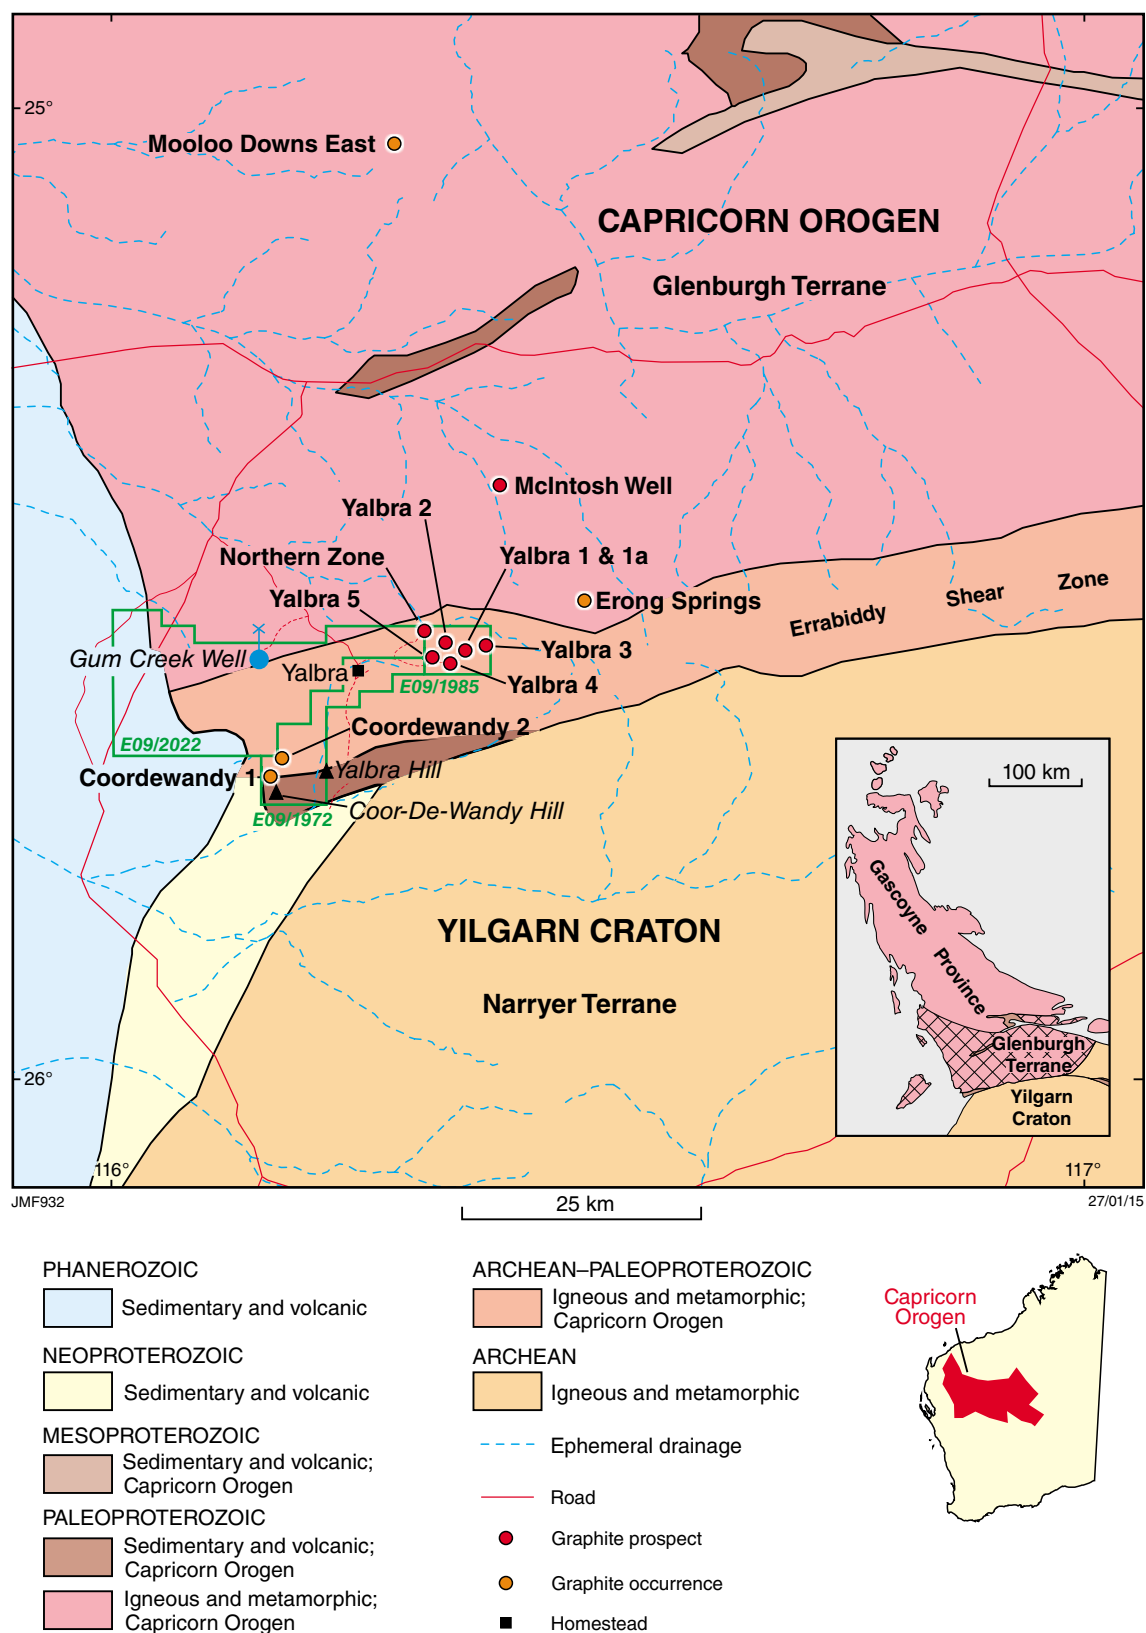 25°
Mooloo Downs East
CAPRICORN OROGEN
Glenburgh Terrane
McIntosh Well
Yalbra 2
Northern Zone
Yalbra 1 & 1a
Yalbra 5
Erong Springs
Errabiddy Shear Zone
Gum Creek Well
Yalbra
Yalbra 3
E09/1985
Yalbra 4
Coordewandy 2
E09/2022
Coordewandy 1
Yalbra Hill
Coor-De-Wandy Hill
E09/1972
YILGARN CRATON
Narryer Terrane
100 km
Gascoyne
Province
Glenburgh
Terrane
Yilgarn
Craton
26°
116°
117°
JMF932
25 km
27/01/15
PHANEROZOIC
Sedimentary and volcanic
NEOPROTEROZOIC
Sedimentary and volcanic
MESOPROTEROZOIC
Sedimentary and volcanic;
Capricorn Orogen
PALEOPROTEROZOIC
Sedimentary and volcanic;
Capricorn Orogen
Igneous and metamorphic;
Capricorn Orogen
ARCHEAN–PALEOPROTEROZOIC
Igneous and metamorphic;
Capricorn Orogen
ARCHEAN
Igneous and metamorphic
Ephemeral drainage
Road
Graphite prospect
Graphite occurrence
Homestead
Capricorn
Orogen